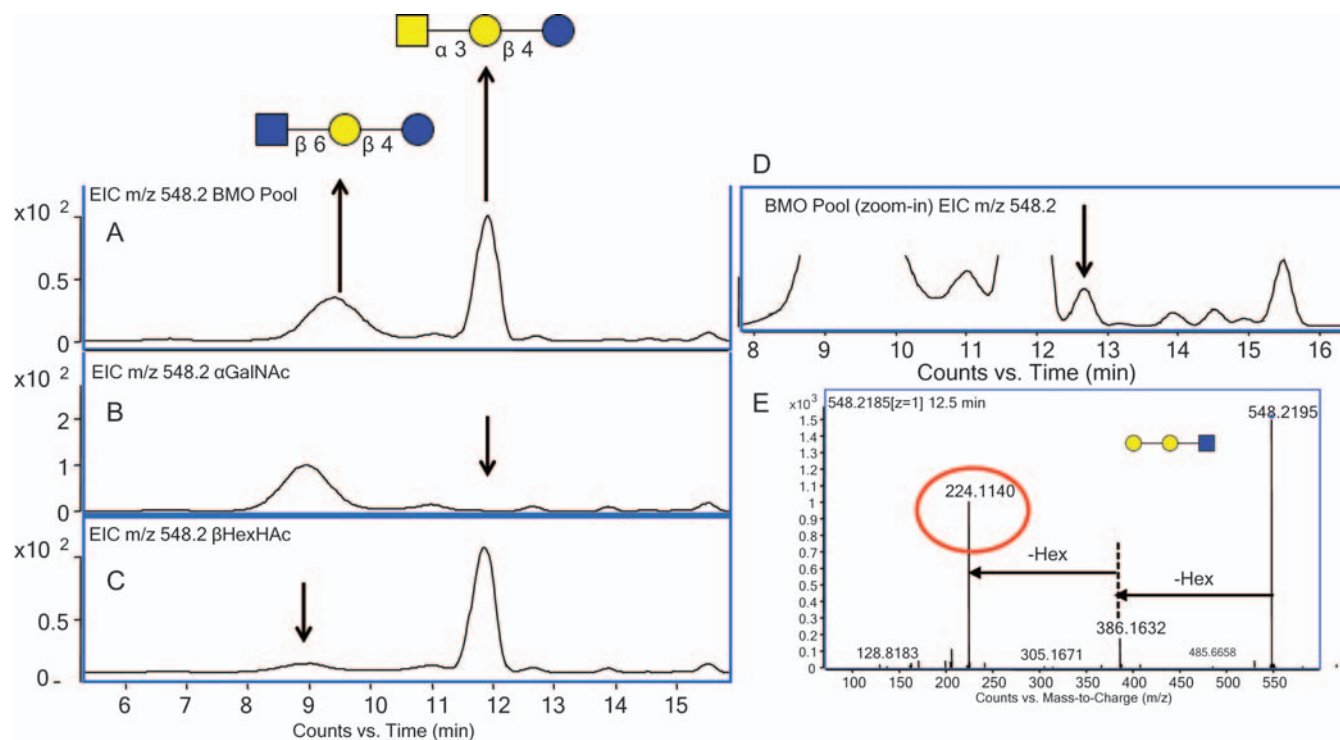 α 3 β 4
β 6 β 4
EIC m/z 548.2 BMO Pool
x10 2
A
1
0.5
0
EIC m/z 548.2 αGalNAc
x10 2
B
2
1
0
EIC m/z 548.2 βHexHAc
x10 2
C
0.5
0
6 7 8 9 10 11 12 13 14 15
Counts vs. Time (min)
D
BMO Pool (zoom-in) EIC m/z 548.2
8 9 10 11 12 13 14 15 16
Counts vs. Time (min)
E
x10 3
548.2185[z=1] 12.5 min
1.5
1.4
1.3
1.2
1.1
1
0.9
0.8
0.7
0.6
0.5
0.4
0.3
0.2
0.1
0
548.2195
224.1140
-Hex
-Hex
386.1632
128.8183
305.1671
485.6658
100 150 200 250 300 350 400 450 500 550
Counts vs. Mass-to-Charge (m/z)